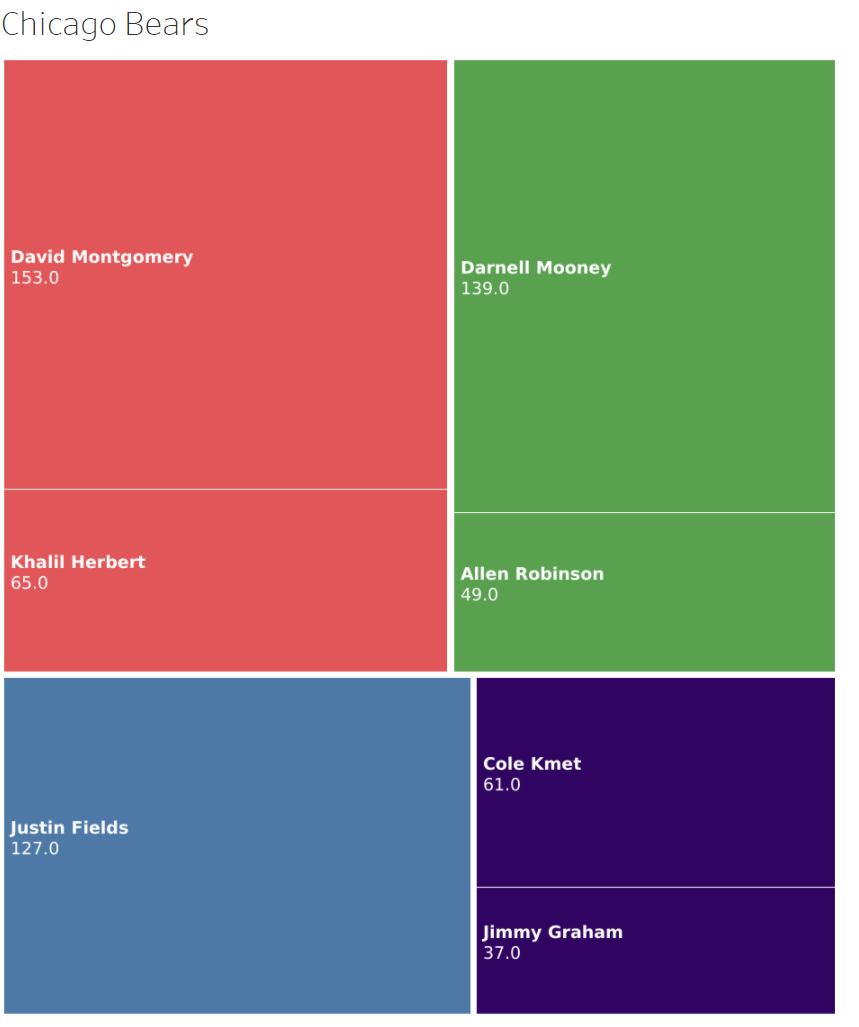 Chicago Bears
David Montgomery
153.0
Khalil Herbert
65.0
Darnell Mooney
139.0
Allen Robinson
49.0
Justin Fields
127.0
Cole Kmet
61.0
Jimmy Graham
37.0